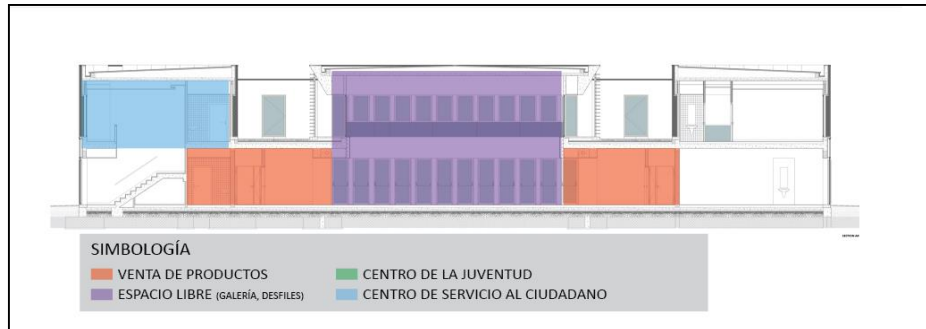 SIMBOLOGÍA
VENTA DE PRODUCTOS
CENTRO DE LA JUVENTUD
ESPACIO LIBRE (GALERÍA, DESFILES)
CENTRO DE SERVICIO AL CIUDADANO